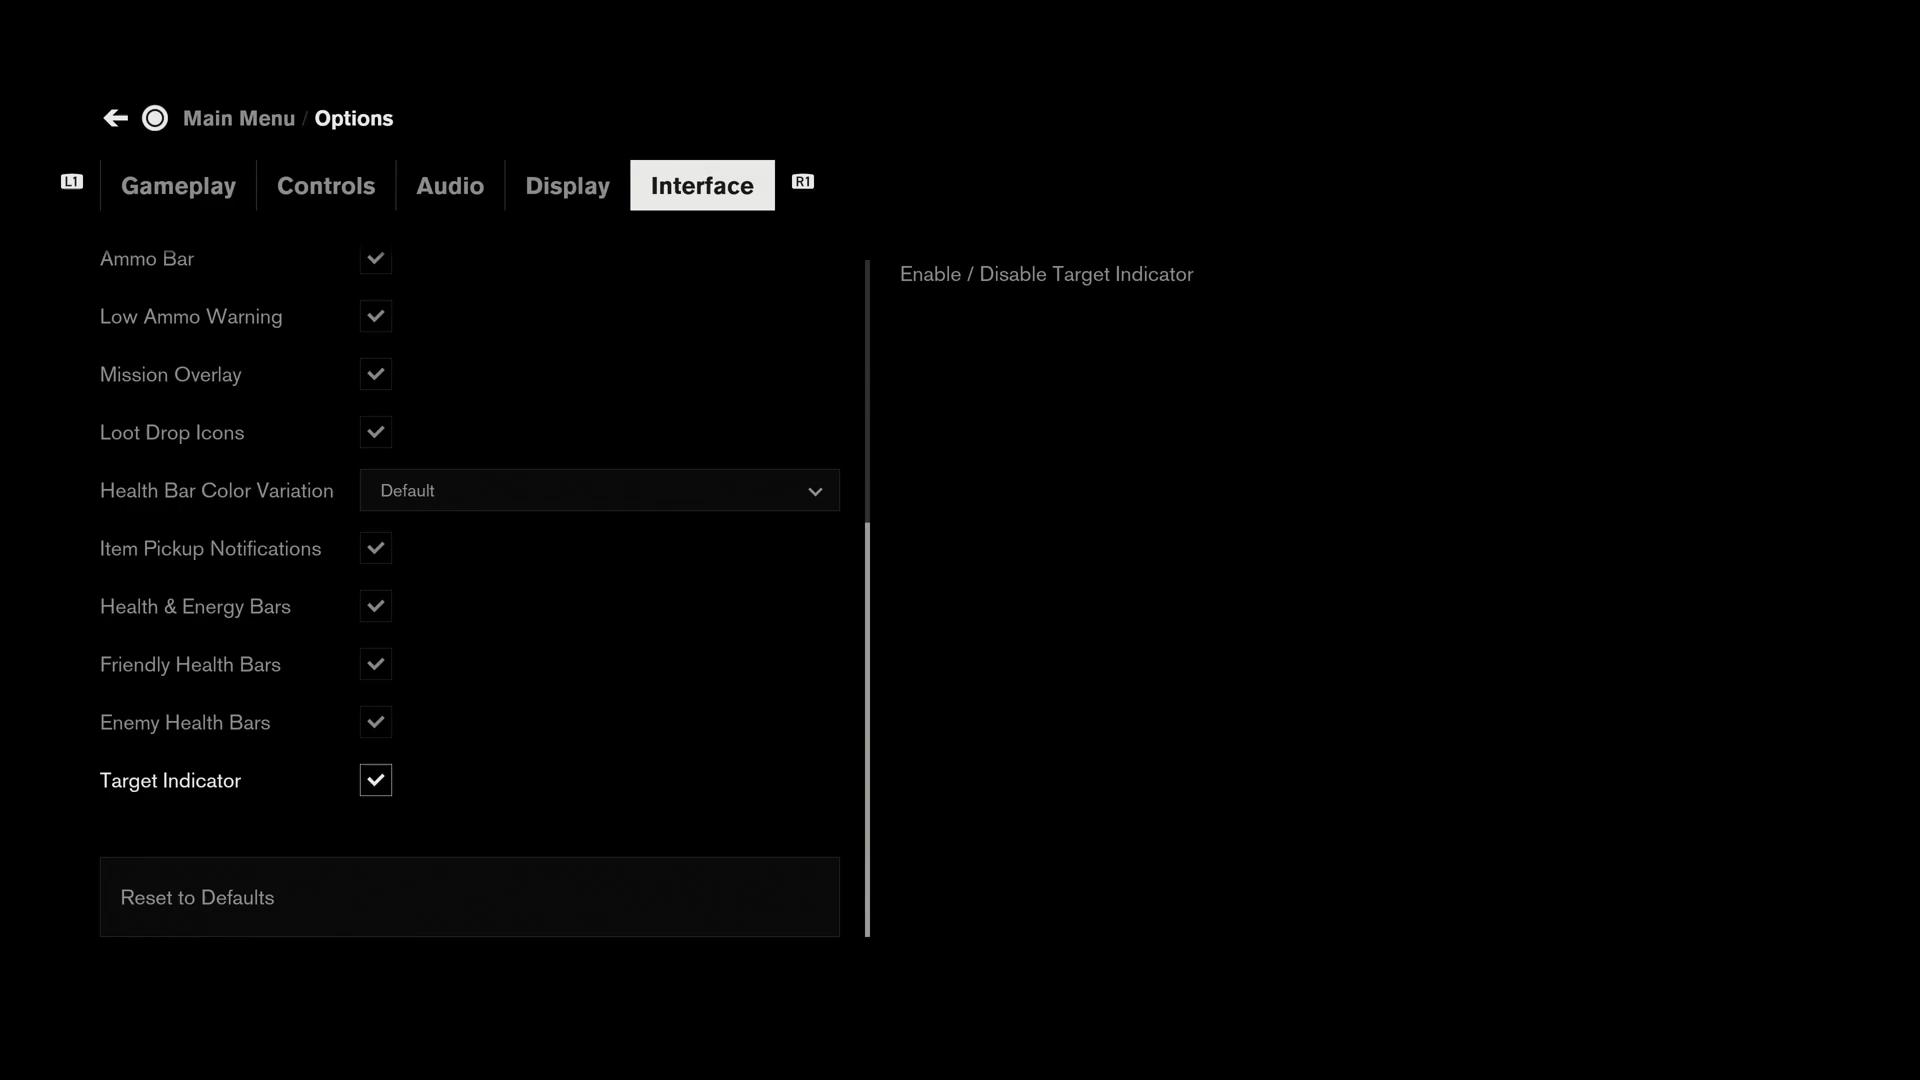 Main Menu / Options
L1 Gameplay Controls Audio Display Interface R1
Ammo Bar
Enable / Disable Target Indicator
Low Ammo Warning
Mission Overlay
Loot Drop Icons
Health Bar Color Variation Default
Item Pickup Notifications
Health & Energy Bars
Friendly Health Bars
Enemy Health Bars
Target Indicator
Reset to Defaults